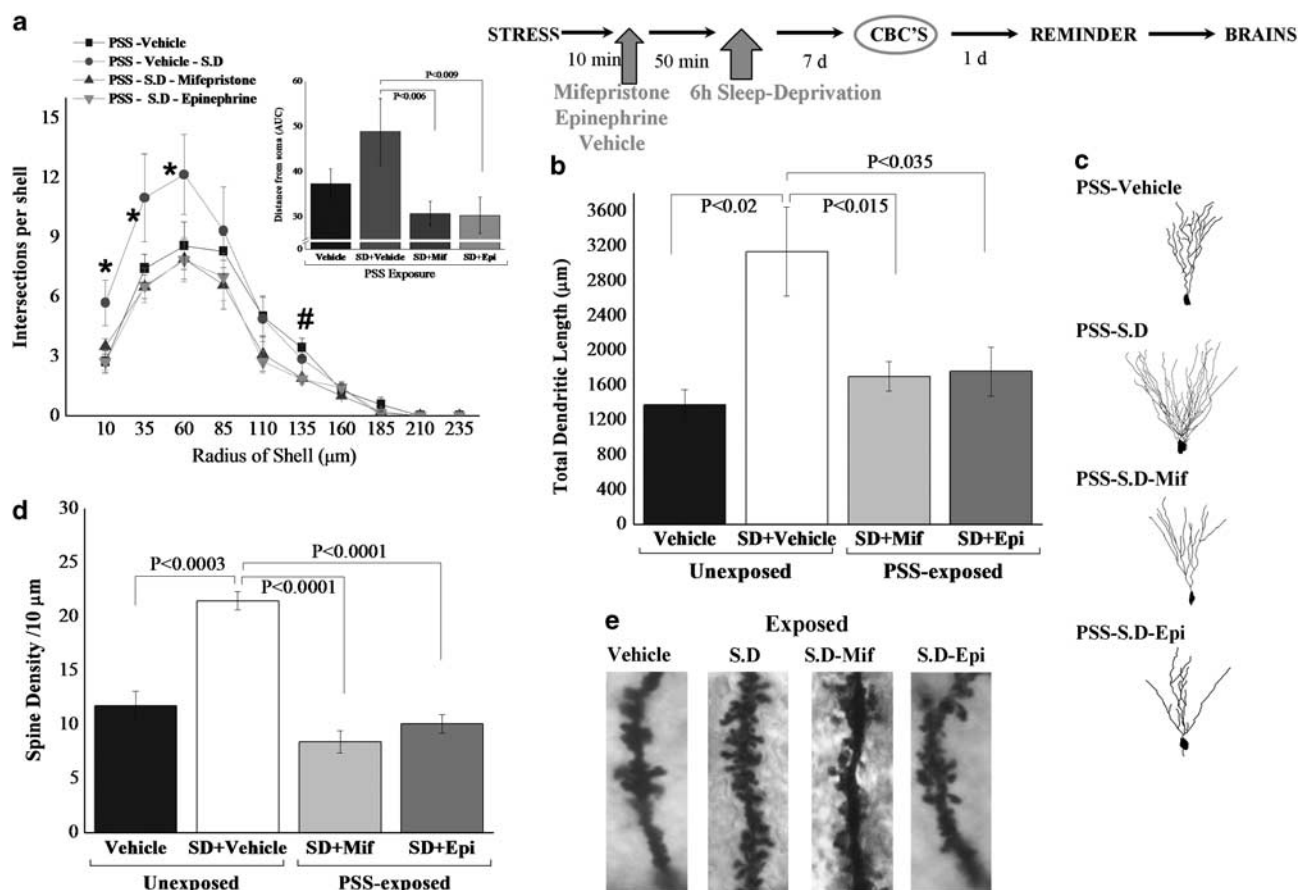 a
PSS -Vehicle
PSS - Vehicle - S.D
PSS - S.D - Mifepristone
PSS - S.D - Epinephrine
Intersections per shell
15
12
9
6
3
0
*
*
*
#
10 35 60 85 110 135 160 185 210 235
Radius of Shell (μm)
Distance from soma (AUC)
60
50
40
30
0
P<0.009
P<0.006
Vehicle SD+Vehicle SD+Mif SD+Epi
PSS Exposure
STRESS CBC'S REMINDER BRAINS
10 min 50 min 7 d 1 d
Mifepristone
Epinephrine
Vehicle
6h Sleep-Deprivation
b
Total Dendritic Length (μm)
3600
3200
2800
2400
2000
1600
1200
800
400
0
P<0.035
P<0.02
P<0.015
Vehicle SD+Vehicle SD+Mif SD+Epi
Unexposed PSS-exposed
c
PSS-Vehicle
PSS-S.D
PSS-S.D-Mif
PSS-S.D-Epi
d
Spine Density /10 μm
30
25
20
15
10
5
0
P<0.0001
P<0.0003
P<0.0001
Vehicle SD+Vehicle SD+Mif SD+Epi
Unexposed PSS-exposed
e
Exposed
Vehicle S.D S.D-Mif S.D-Epi